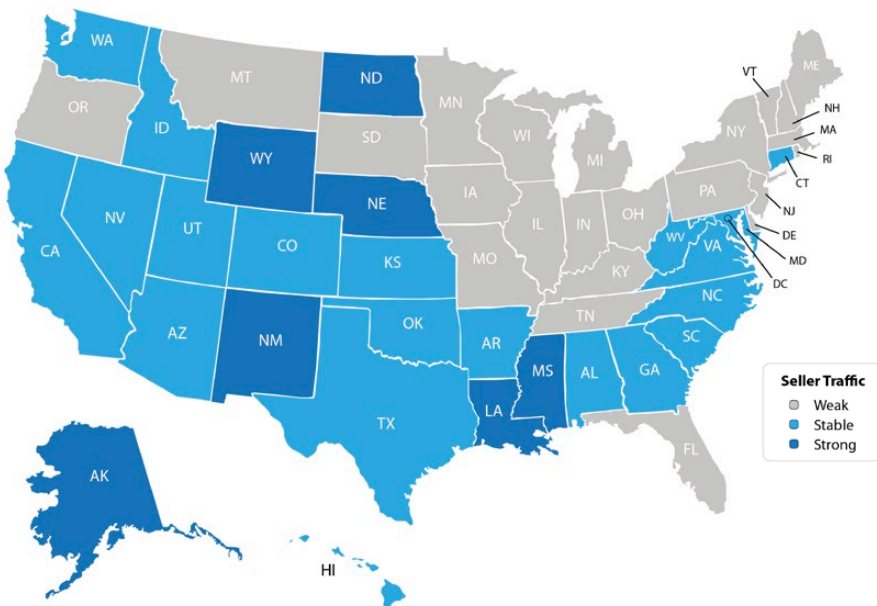 WA
MT
ND
MN
VT
ME
OR
ID
SD
WI
NH
NY
MA
WY
MI
RI
CT
IA
PA
NE
NV
UT
IL
IN
OH
NJ
CA
CO
WV
DE
VA
MD
KS
MO
KY
DC
NC
TN
OK
AZ
NM
AR
SC
MS
AL
GA
LA
TX
FL
AK
HI
Seller Traffic
Weak
Stable
Strong